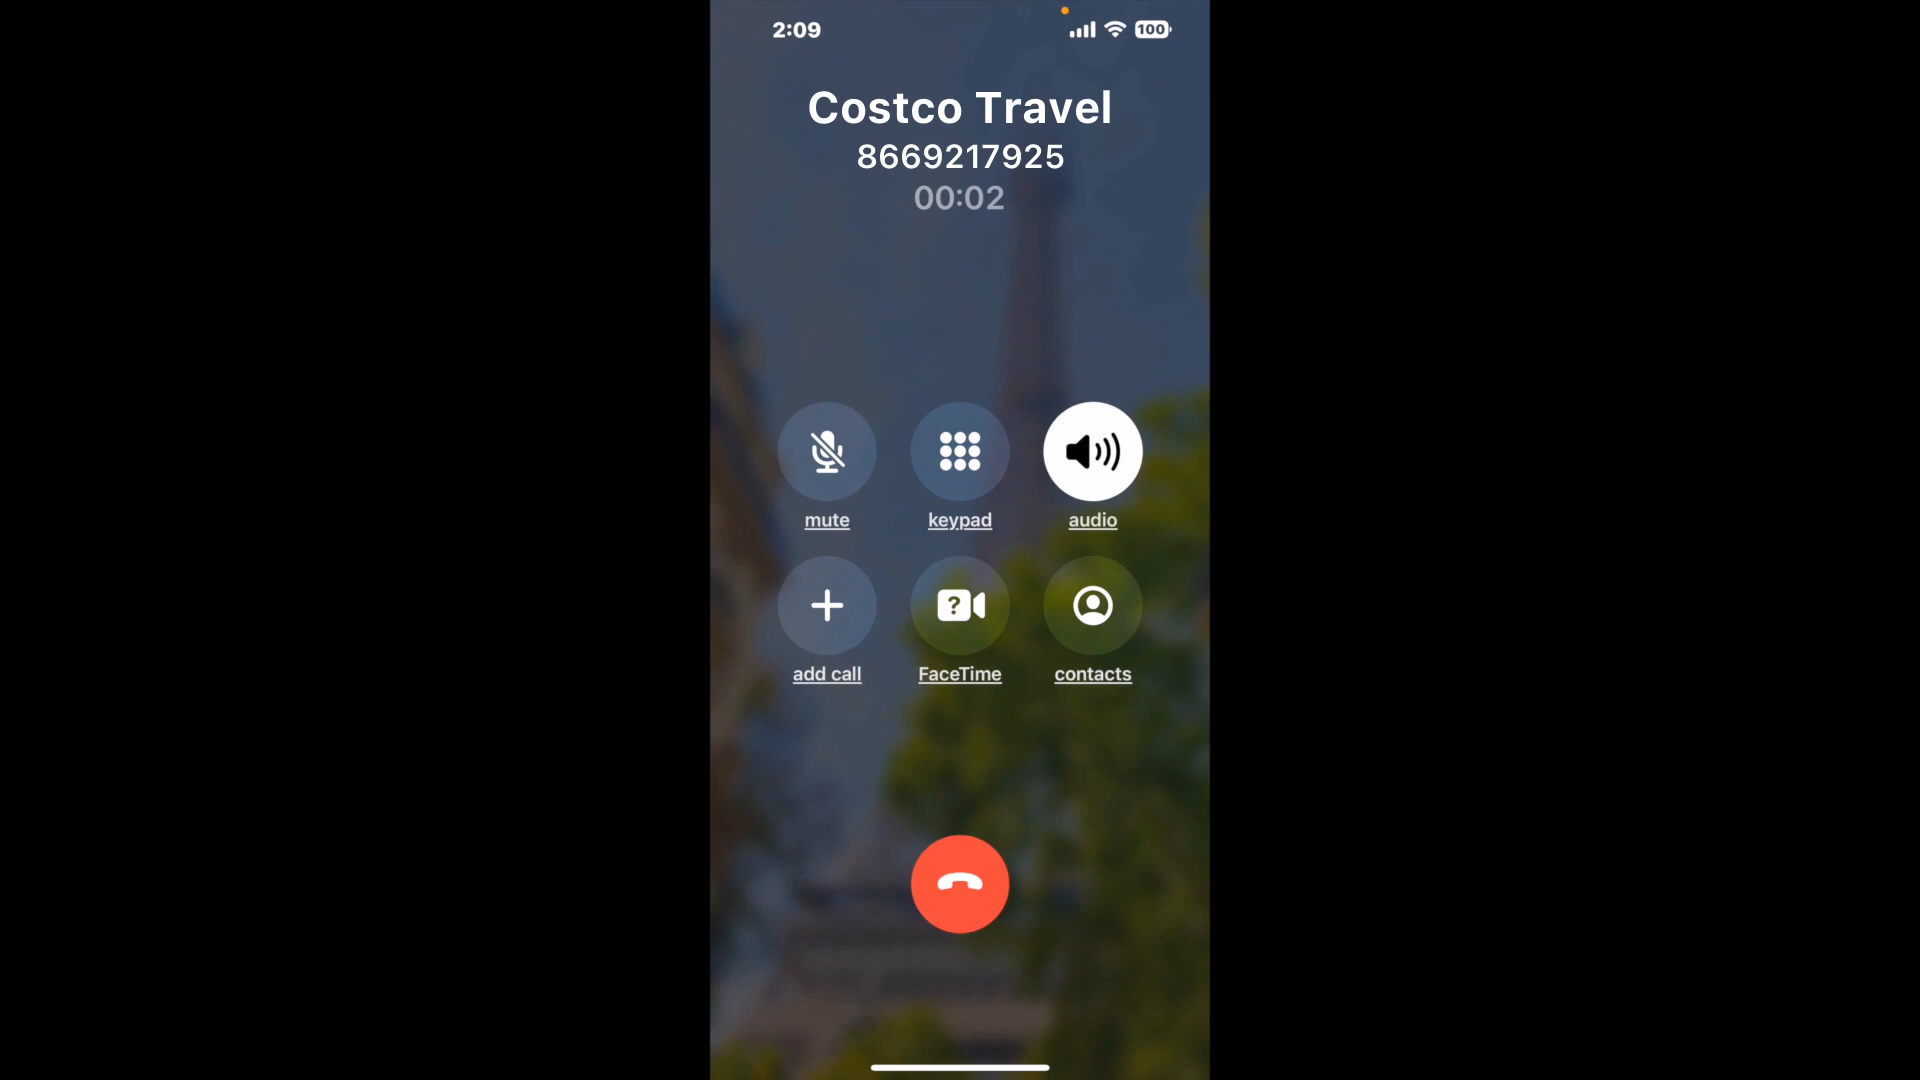 2:09
100
Costco Travel
8669217925
00:02
mute
keypad
audio
?
add call
FaceTime
contacts